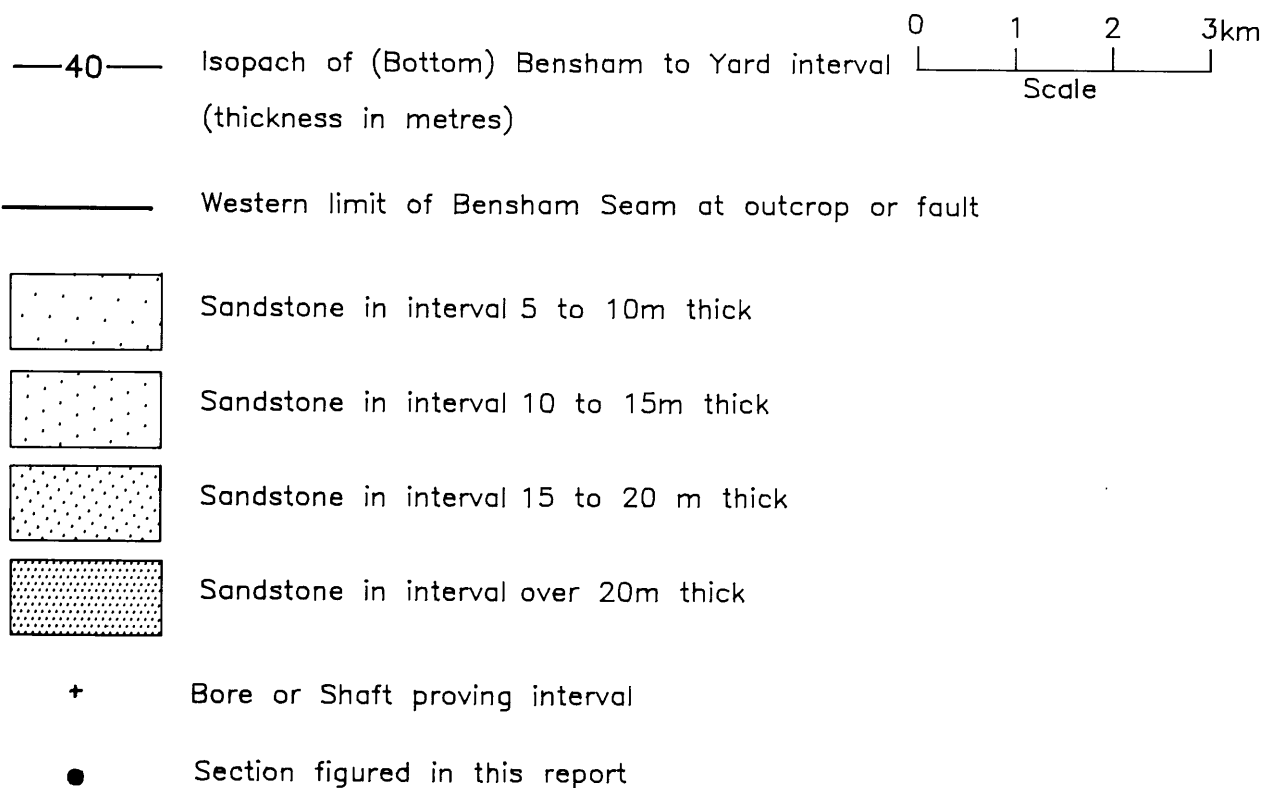 0 1 2 3km
Scale
40 Isopach of (Bottom) Bensham to Yard interval
(thickness in metres)
Western limit of Bensham Seam at outcrop or fault
Sandstone in interval 5 to 10m thick
Sandstone in interval 10 to 15m thick
Sandstone in interval 15 to 20 m thick
Sandstone in interval over 20m thick
Bore or Shaft proving interval
Section figured in this report